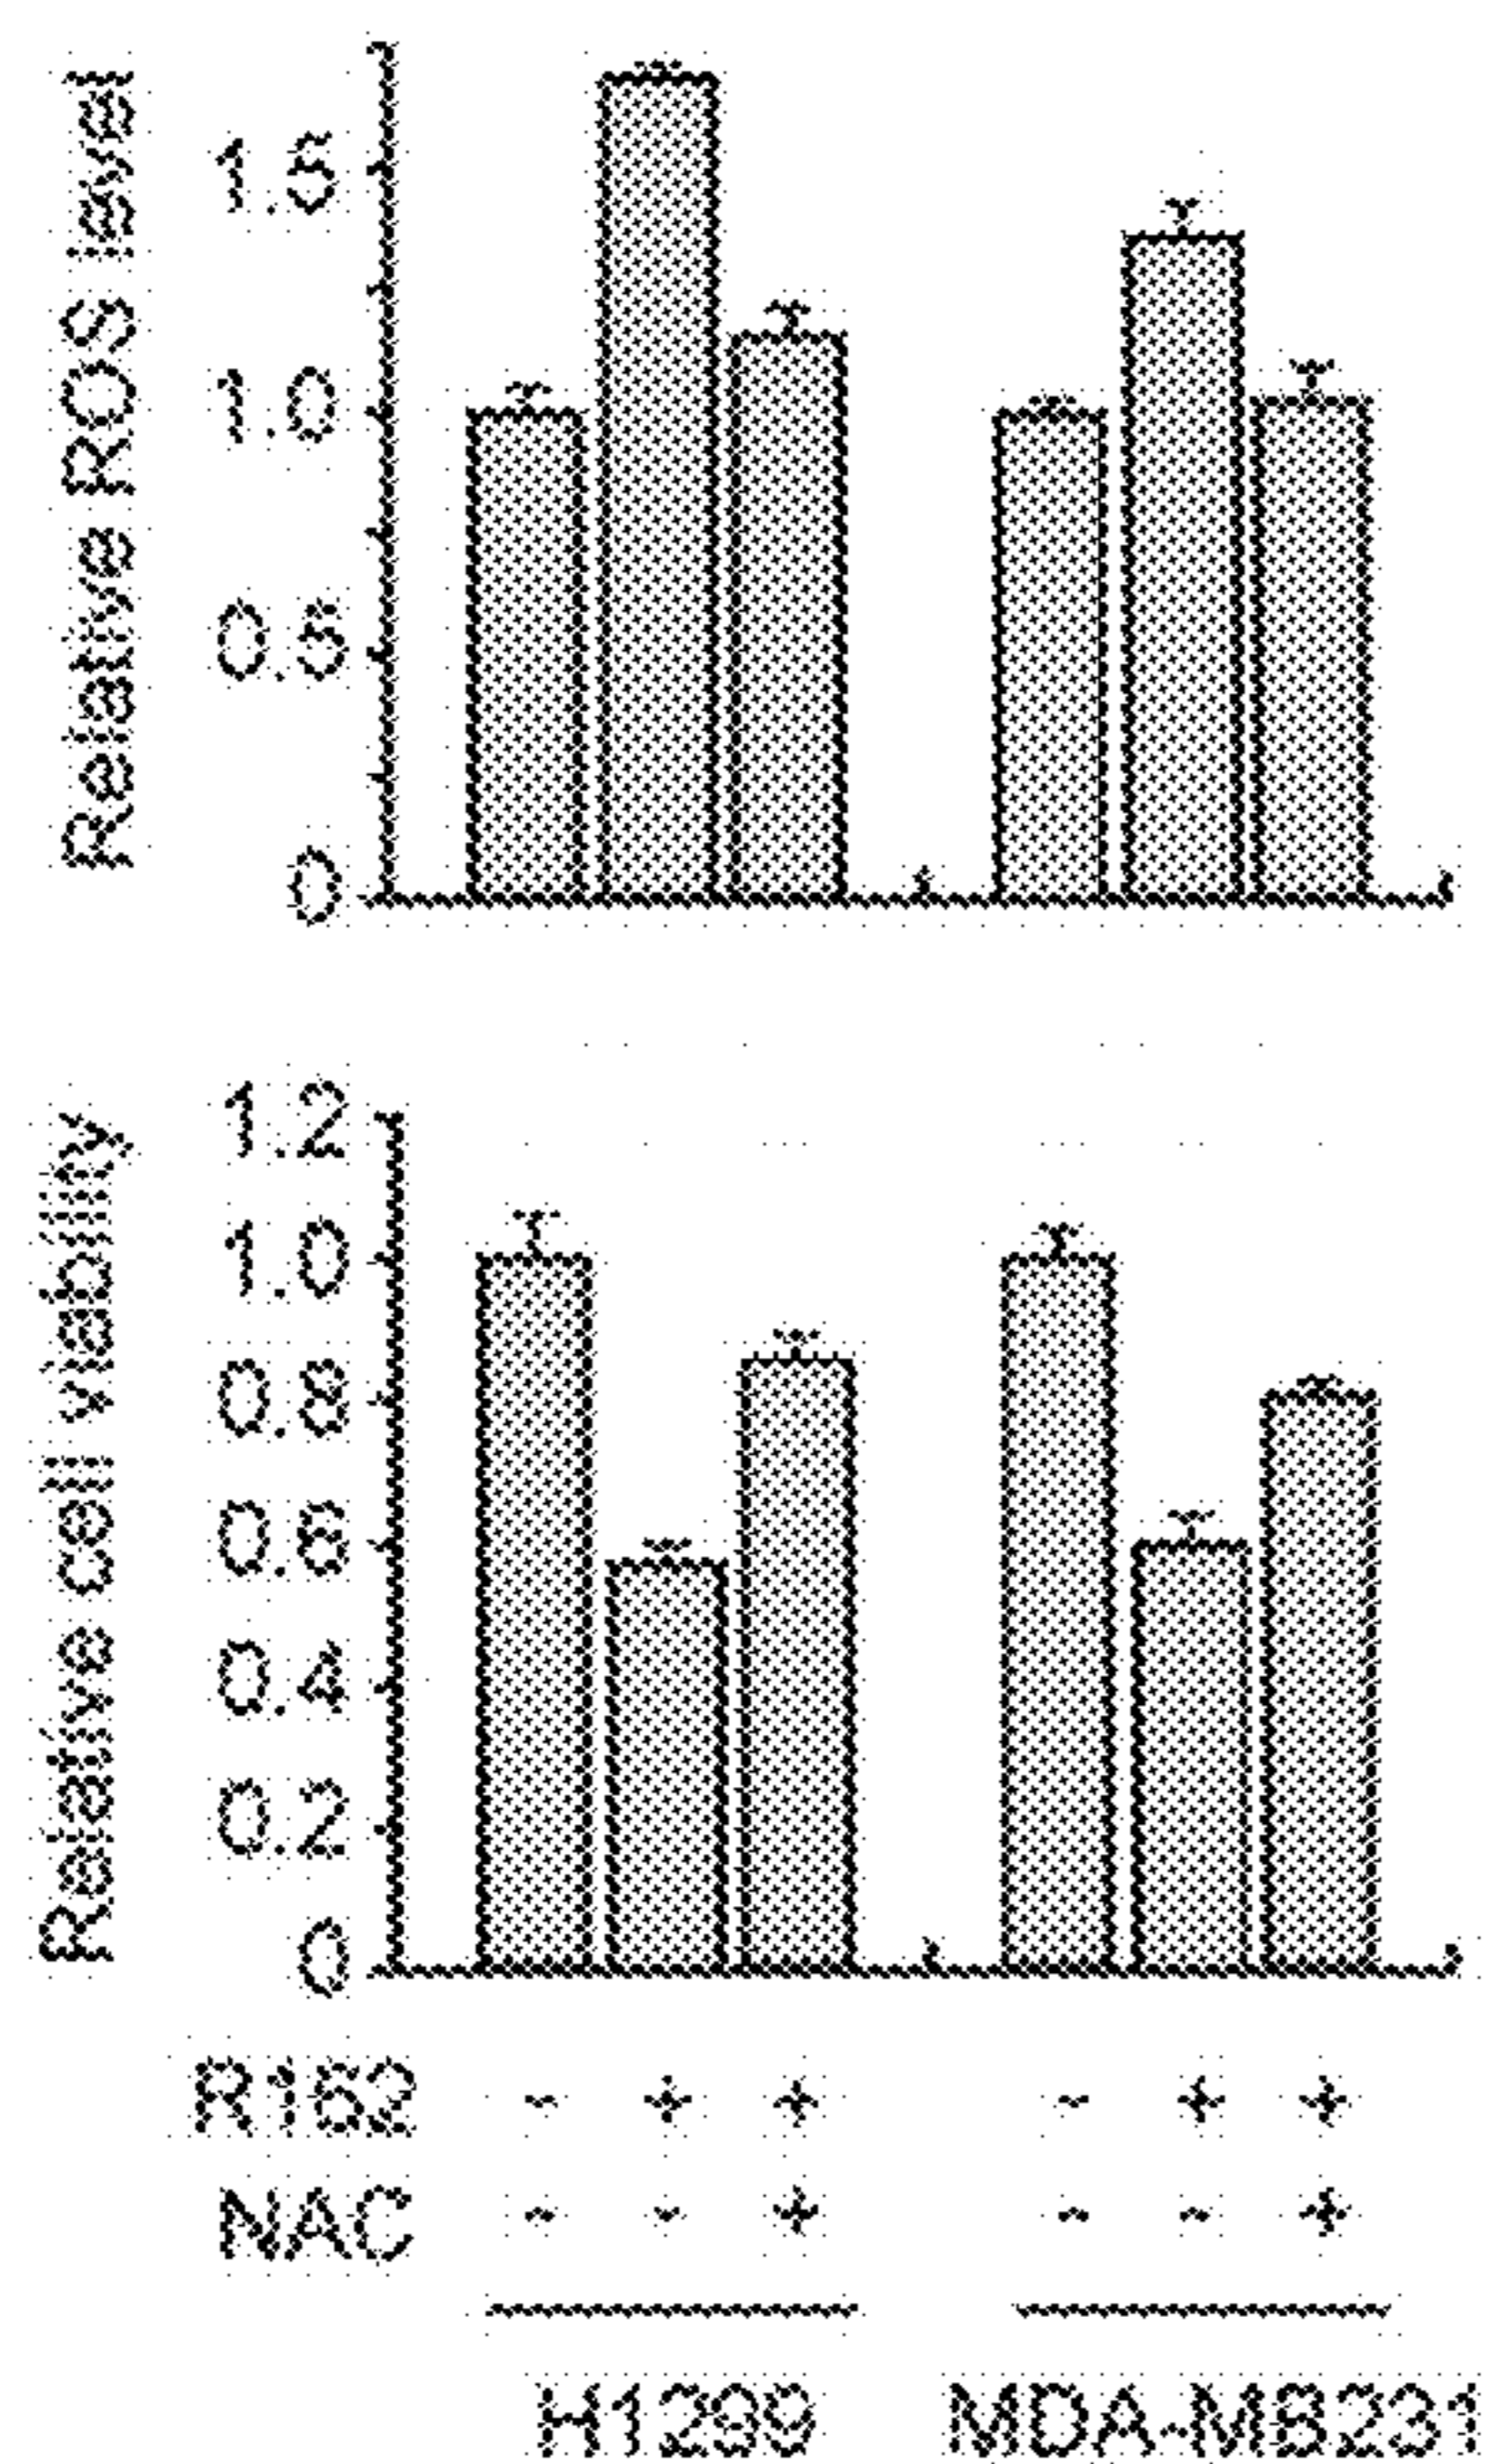 Relative ROS level
1.5
1.0
0.5
0
Relative cell viability
1.2
1.0
0.8
0.6
0.4
0.2
0
R162 - + + - + +
NAC - - + - - +
H1299 MDA-MB231